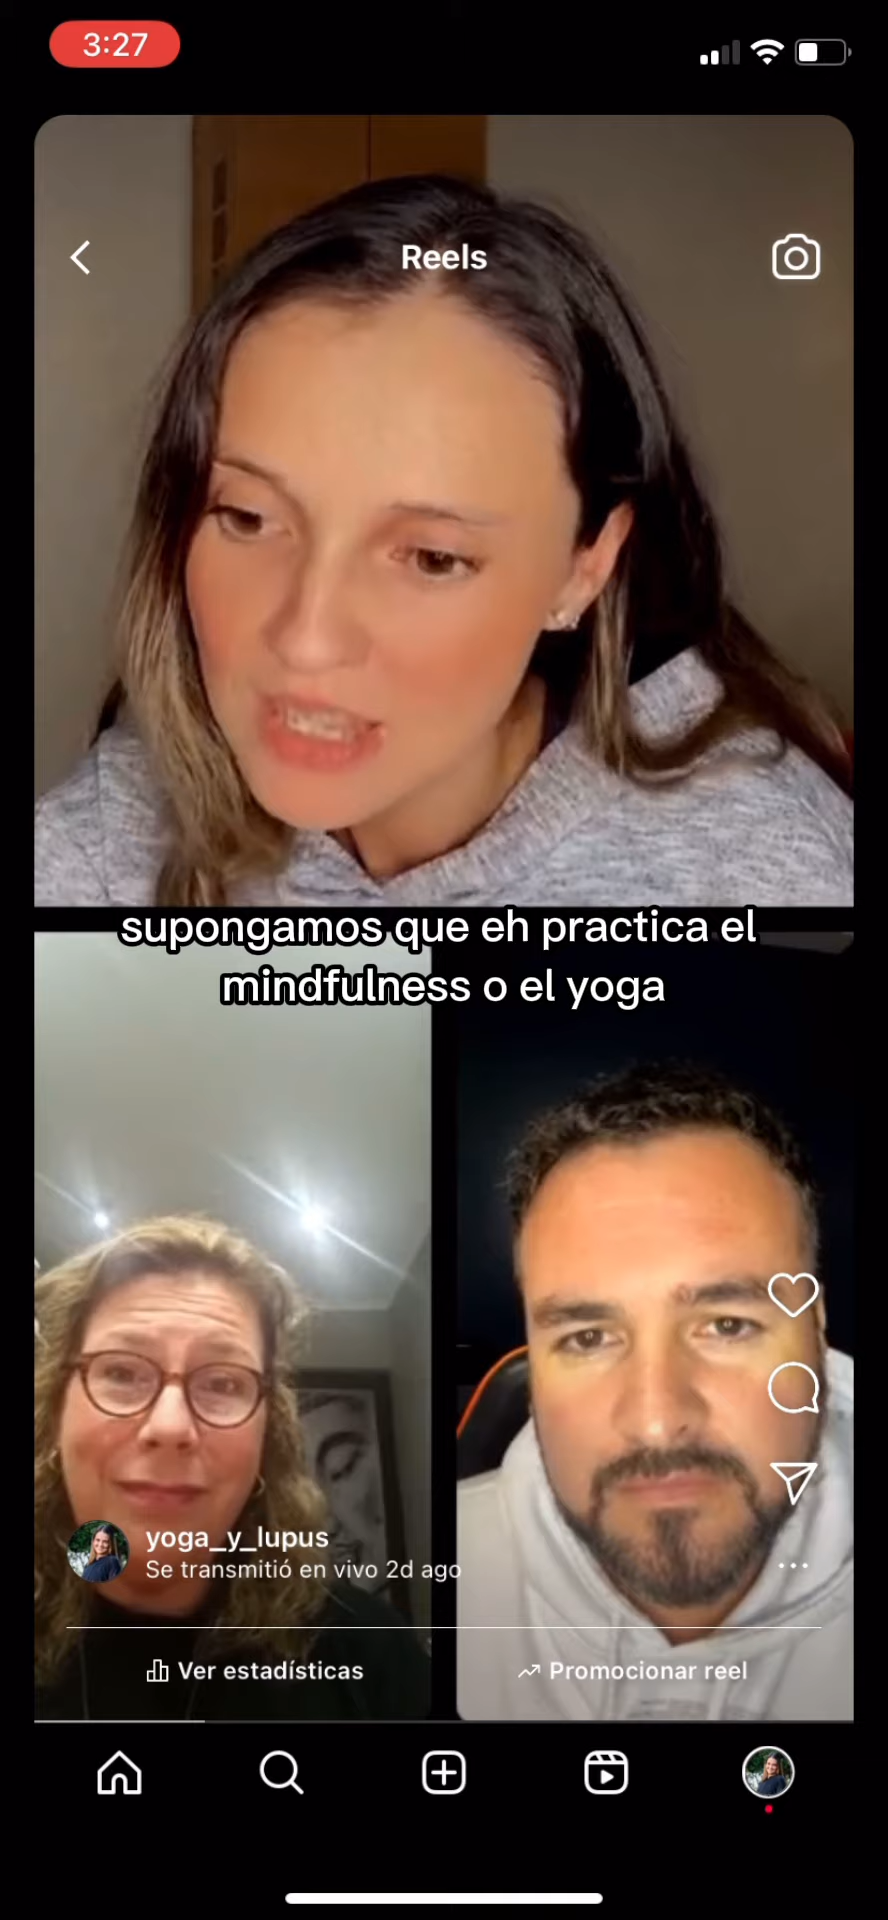 3:27
Reels
supongamos que eh practica el
mindfulness o el yoga
yoga_y_lupus
Se transmitió en vivo 2d ago
Ver estadísticas
Promocionar reel